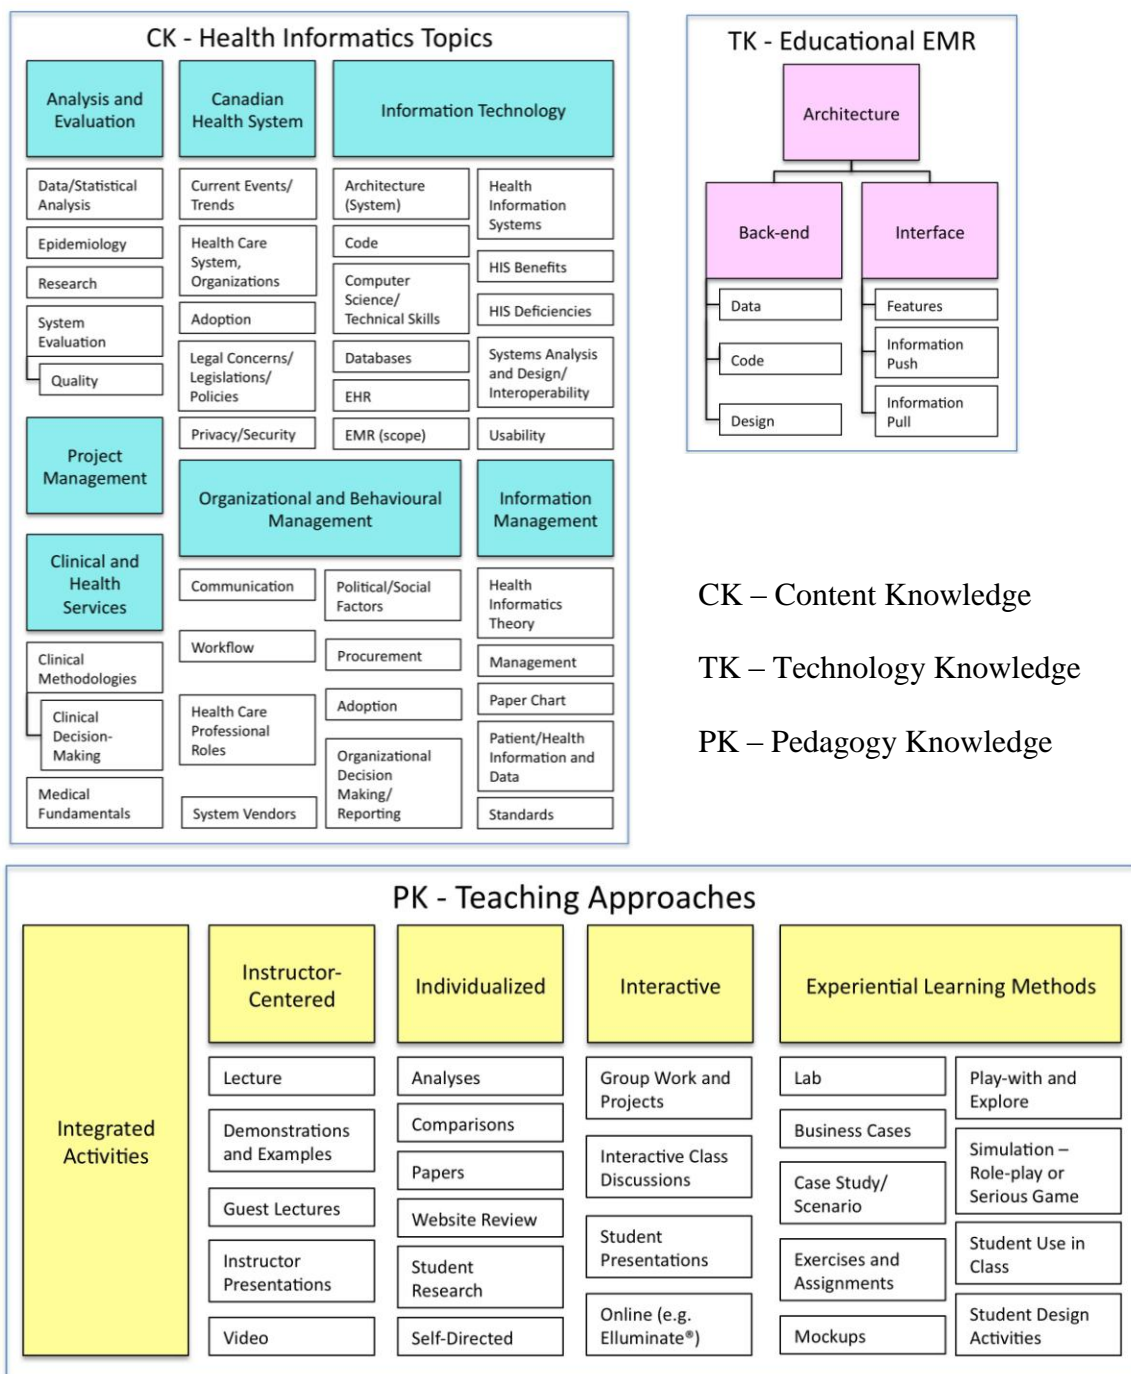 CK - Health Informatics Topics
Analysis and
Evaluation
Data/Statistical
Analysis
Epidemiology
Research
System
Evaluation
Quality
Project
Management
Clinical and
Health
Services
Clinical
Methodologies
Clinical
Decision-
Making
Medical
Fundamentals
Canadian
Health System
Current Events/
Trends
Health Care
System,
Organizations
Adoption
Legal Concerns/
Legislations/
Policies
Privacy/Security
Information Technology
Architecture
(System)
Code
Computer
Science/
Technical Skills
Databases
EHR
EMR (scope)
Health
Information
Systems
HIS Benefits
HIS Deficiencies
Systems Analysis
and Design/
Interoperability
Usability
Organizational and Behavioural
Management
Communication
Workflow
Health Care
Professional
Roles
System Vendors
Political/Social
Factors
Procurement
Adoption
Organizational
Decision
Making/
Reporting
Information
Management
Health
Informatics
Theory
Management
Paper Chart
Patient/Health
Information and
Data
Standards
TK - Educational EMR
Architecture
Back-end
Data
Code
Design
Interface
Features
Information
Push
Information
Pull
CK – Content Knowledge
TK – Technology Knowledge
PK – Pedagogy Knowledge
PK - Teaching Approaches
Integrated
Activities
Instructor-
Centered
Lecture
Demonstrations
and Examples
Guest Lectures
Instructor
Presentations
Video
Individualized
Analyses
Comparisons
Papers
Website Review
Student
Research
Self-Directed
Interactive
Group Work and
Projects
Interactive Class
Discussions
Student
Presentations
Online (e.g.
Elluminate®)
Experiential Learning Methods
Lab
Business Cases
Case Study/
Scenario
Exercises and
Assignments
Mockups
Play-with and
Explore
Simulation –
Role-play or
Serious Game
Student Use in
Class
Student Design
Activities